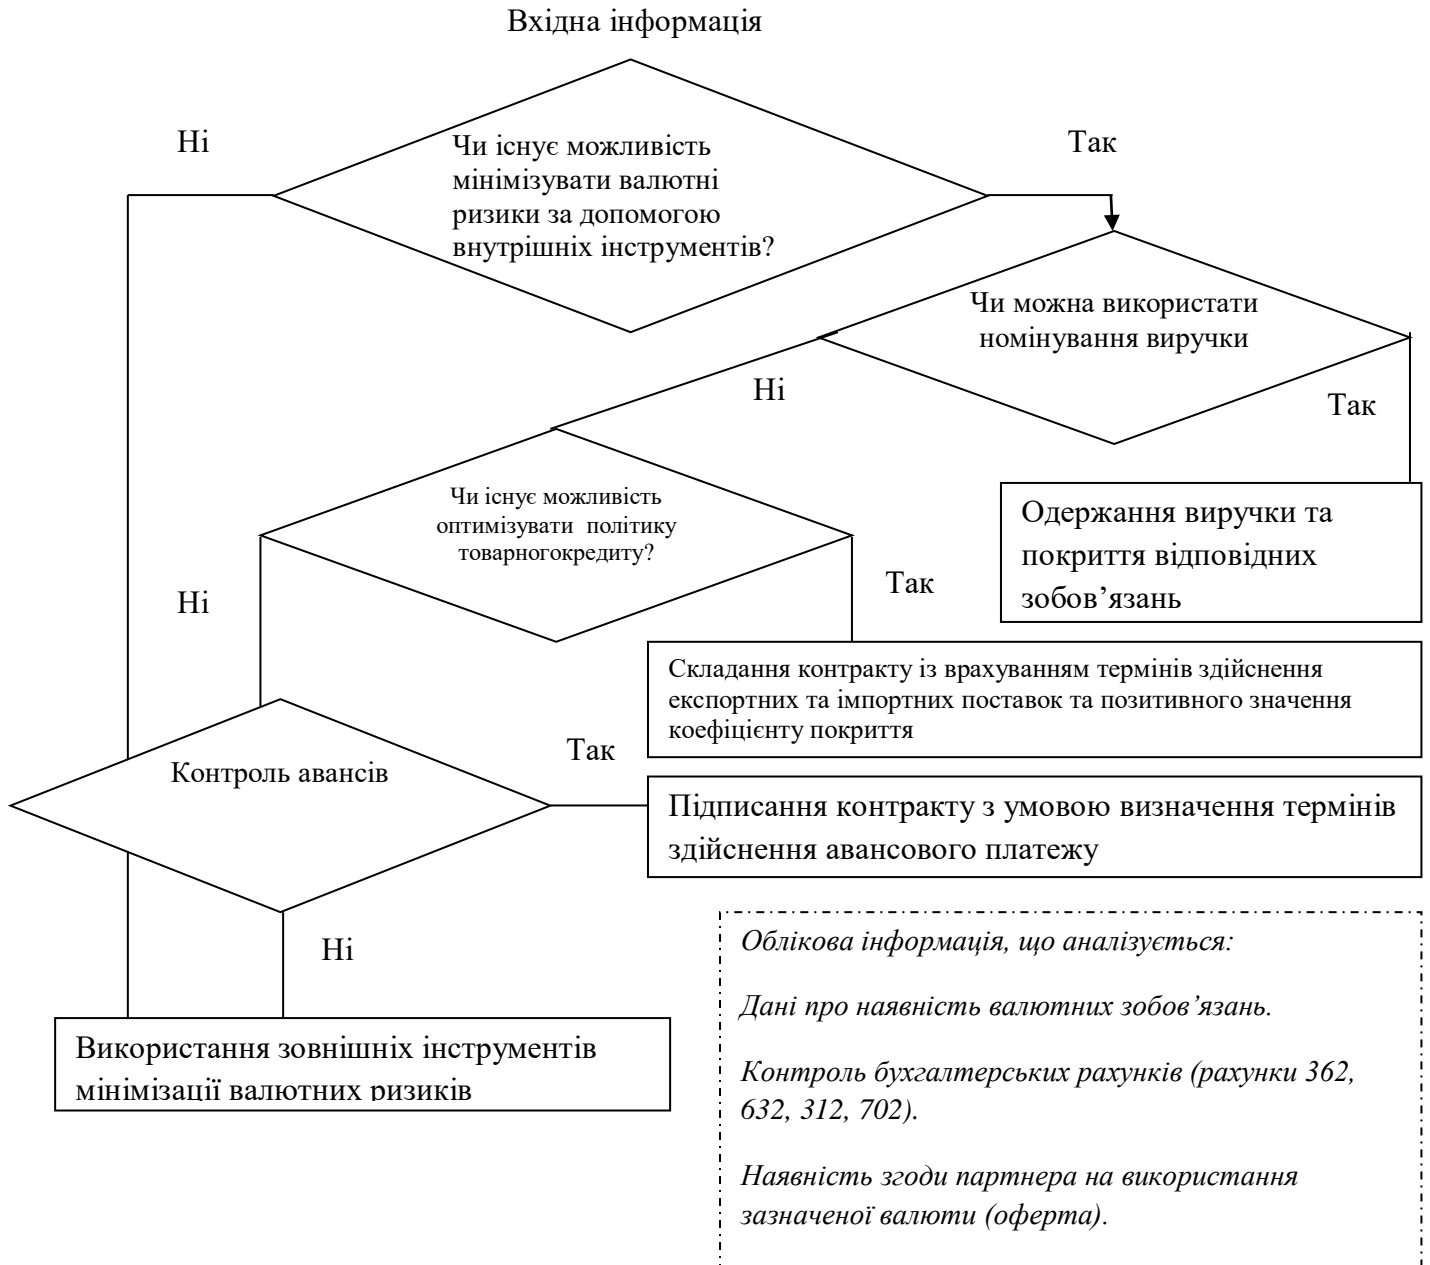 Вхідна інформація
Ні
Так
Чи існує можливість
мінімізувати валютні
ризики за допомогою
внутрішніх інструментів?
Чи можна використати
номінування виручки
Ні
Так
Чи існує можливість
оптимізувати політику
товарногокредиту?
Одержання виручки та
покриття відповідних
зобов’язань
Ні
Так
Складання контракту із врахуванням термінів здійснення
експортних та імпортних поставок та позитивного значення
коефіцієнту покриття
Контроль авансів
Так
Підписання контракту з умовою визначення термінів
здійснення авансового платежу
Ні
Використання зовнішніх інструментів
мінімізації валютних ризиків
Облікова інформація, що аналізується:
Дані про наявність валютних зобов’язань.
Контроль бухгалтерських рахунків (рахунки 362,
632, 312, 702).
Наявність згоди партнера на використання
зазначеної валюти (оферта).